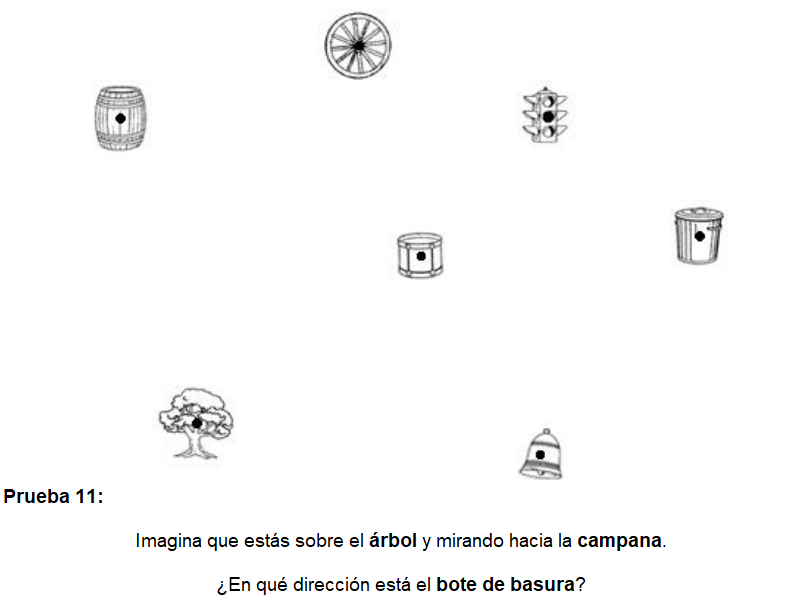 Prueba 11:
Imagina que estás sobre el árbol y mirando hacia la campana.
¿En qué dirección está el bote de basura?